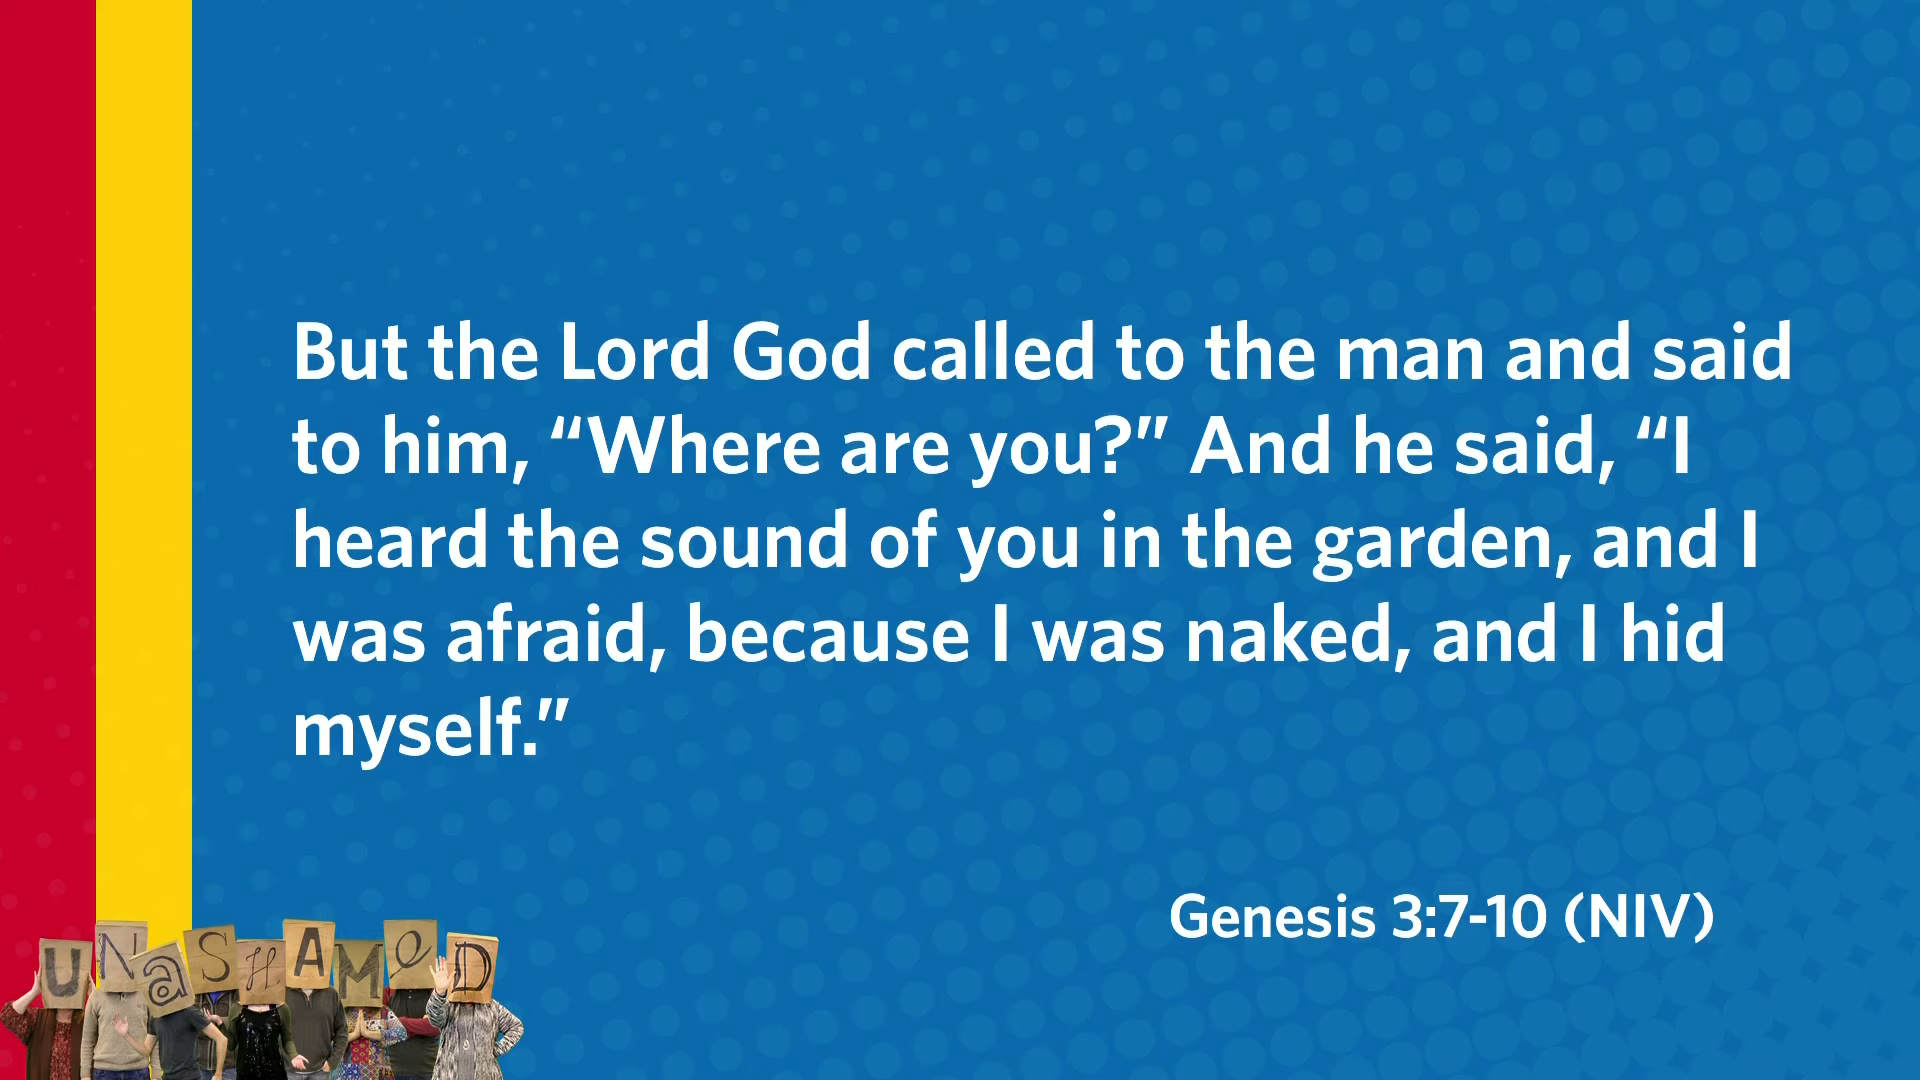 But the Lord God called to the man and said
to him, “Where are you?” And he said, “I
heard the sound of you in the garden, and I
was afraid, because I was naked, and I hid
myself.”
Genesis 3:7-10 (NIV)
UNaSHAMeD